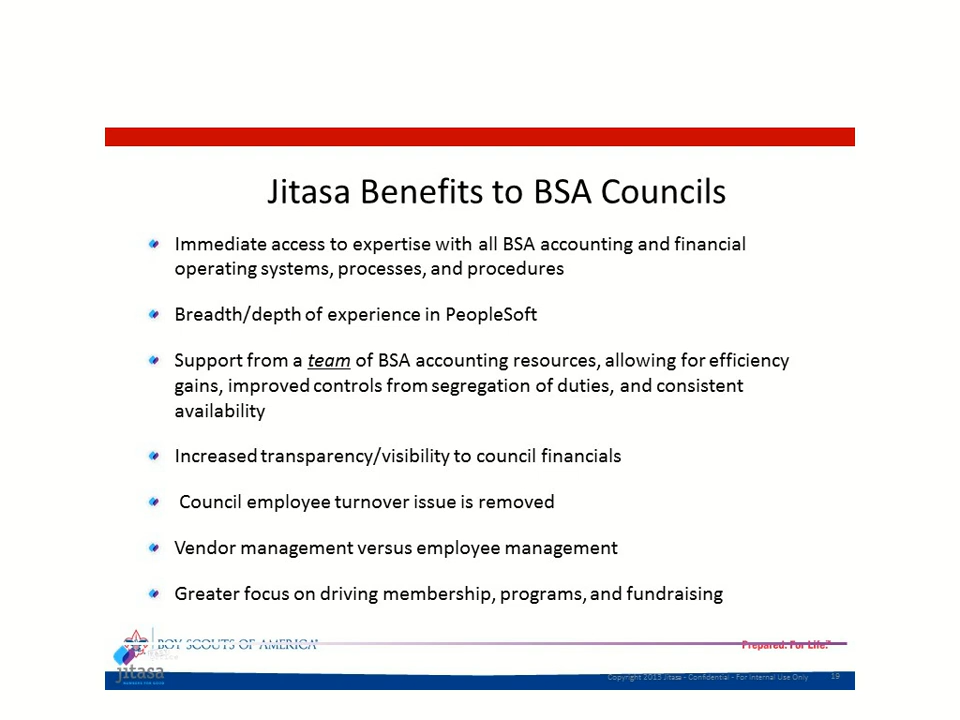 Jitasa Benefits to BSA Councils
Immediate access to expertise with all BSA accounting and financial
operating systems, processes, and procedures
Breadth/depth of experience in PeopleSoft
Support from a team of BSA accounting resources, allowing for efficiency
gains, improved controls from segregation of duties, and consistent
availability
Increased transparency/visibility to council financials
Council employee turnover issue is removed
Vendor management versus employee management
Greater focus on driving membership, programs, and fundraising
BOY SCOUTS OF AMERICA®
Prepared. For Life.™
jitasa
Copyright 2013 Jitasa - Confidential - For Internal Use Only
19